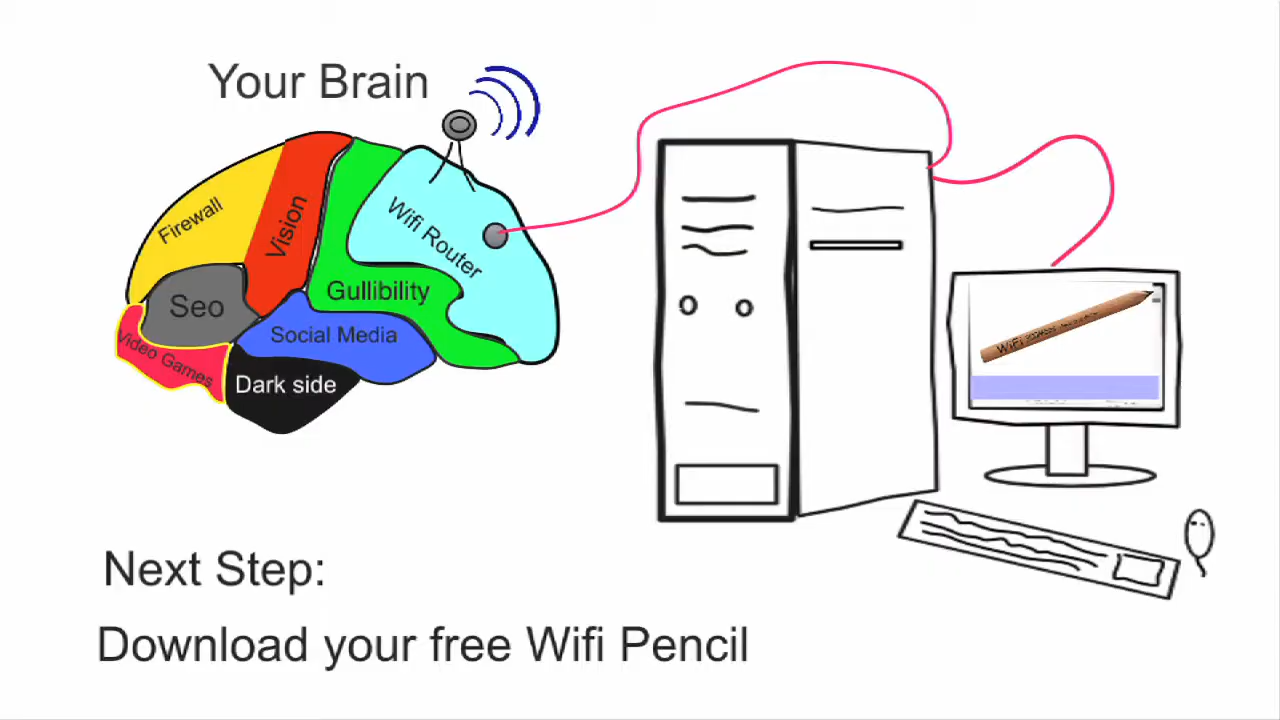 Your Brain
Firewall
Vision
Wifi Router
Gullibility
Seo
Social Media
Video Games
Dark side
WiFi
Next Step:
Download your free Wifi Pencil